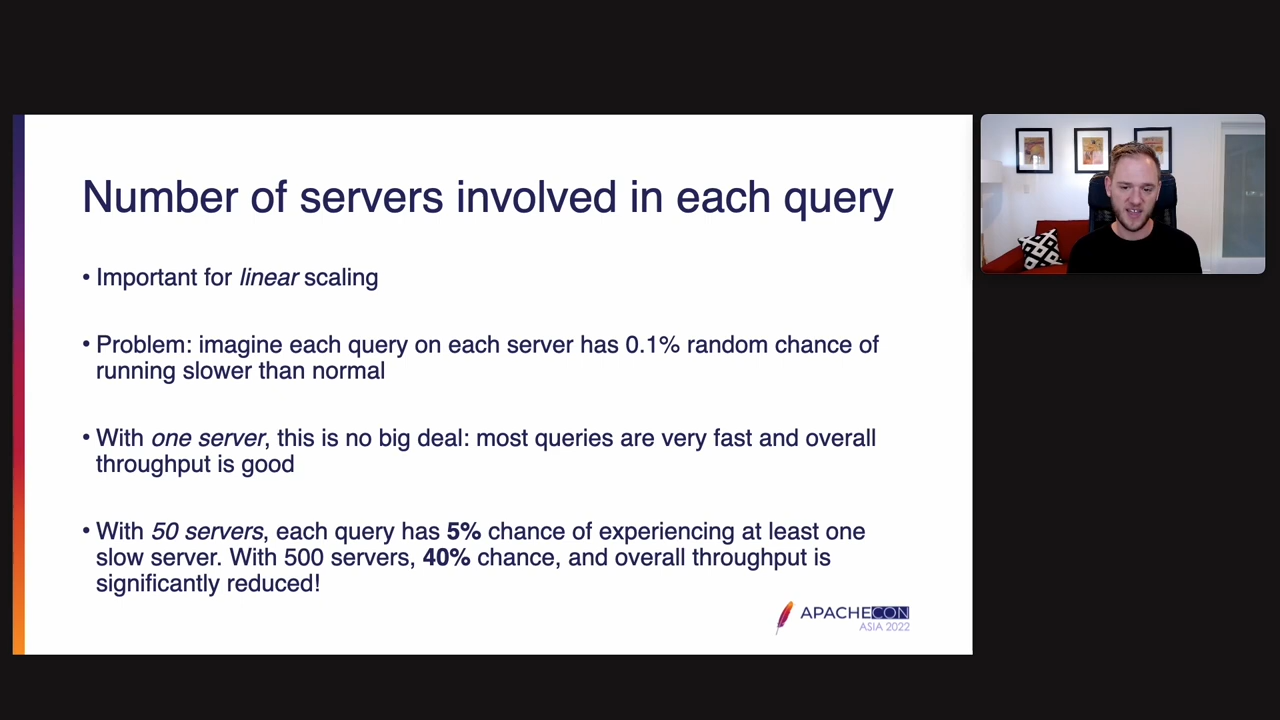 Number of servers involved in each query
• Important for linear scaling
• Problem: imagine each query on each server has 0.1% random chance of
running slower than normal
• With one server, this is no big deal: most queries are very fast and overall
throughput is good
• With 50 servers, each query has 5% chance of experiencing at least one
slow server. With 500 servers, 40% chance, and overall throughput is
significantly reduced!
APACHECON
ASIA 2022